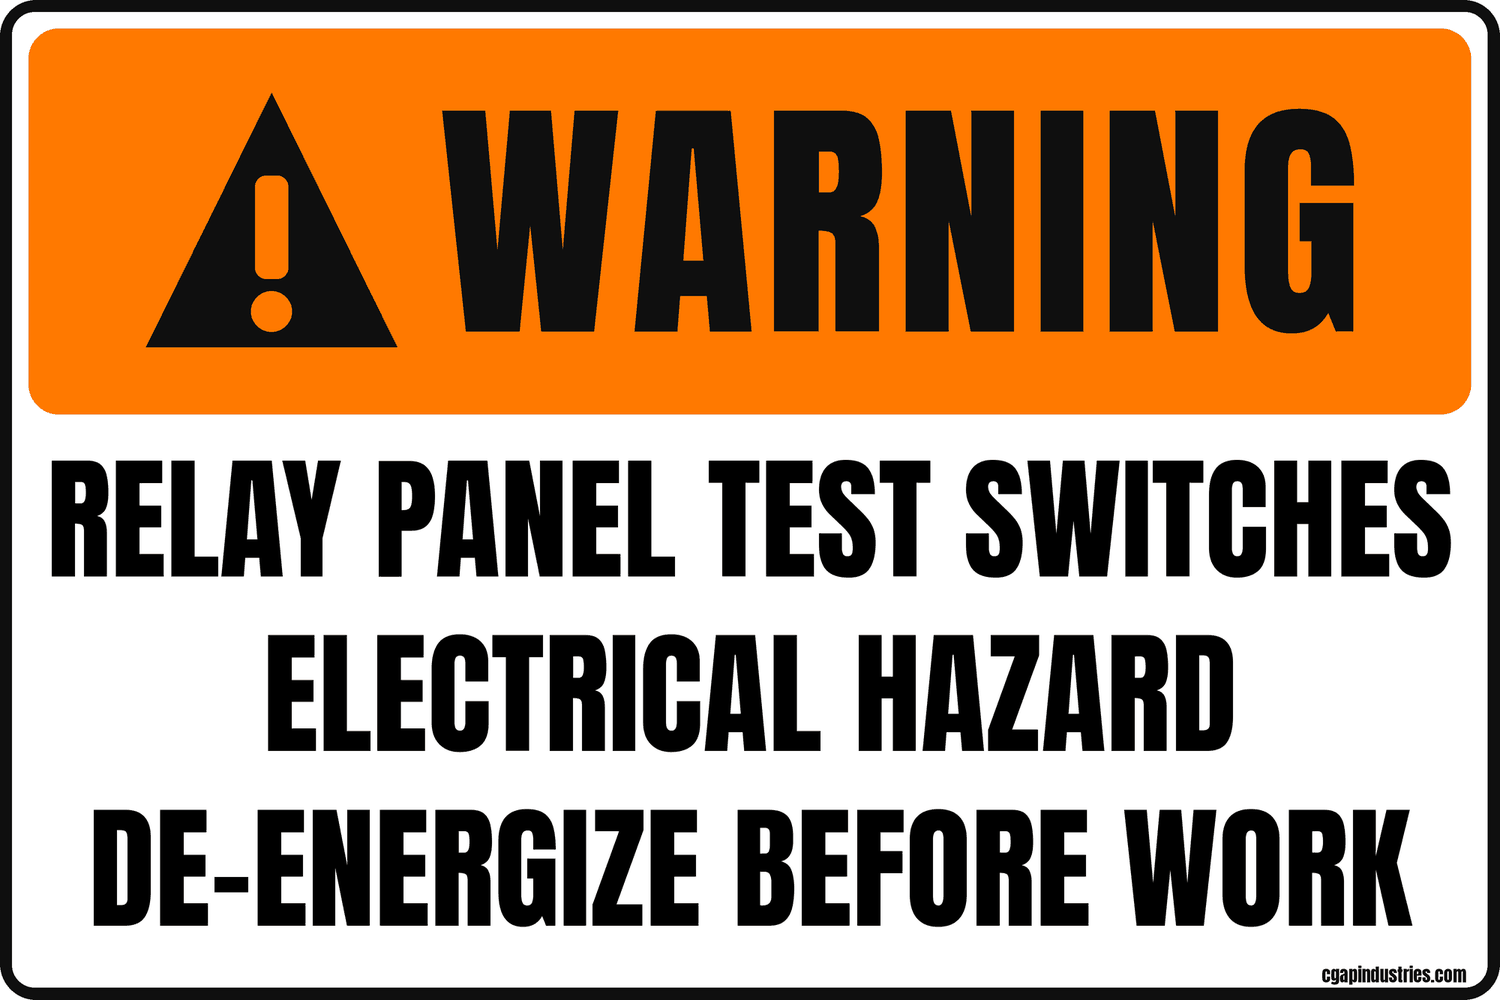 WARNING
RELAY PANEL TEST SWITCHES
ELECTRICAL HAZARD
DE-ENERGIZE BEFORE WORK
cgapindustries.com